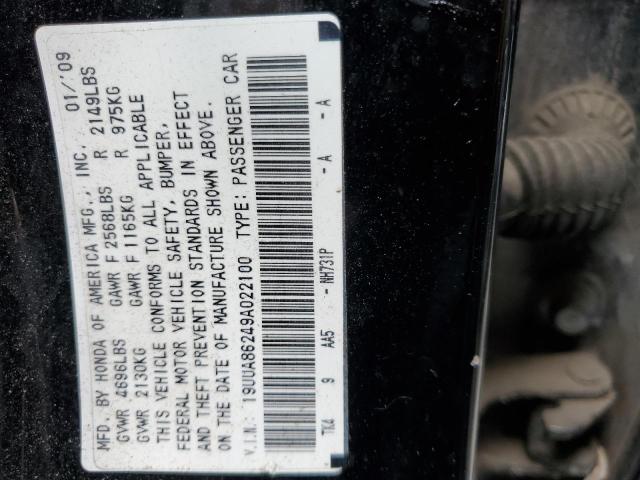 MFD. BY HONDA OF AMERICA MFG., INC. 01/'09
GVWR 4696LBS GAWR F 2568LBS R 2149LBS
GVWR 2130KG GAWR F 1165KG R 975KG
THIS VEHICLE CONFORMS TO ALL APPLICABLE
FEDERAL MOTOR VEHICLE SAFETY, BUMPER,
AND THEFT PREVENTION STANDARDS IN EFFECT
ON THE DATE OF MANUFACTURE SHOWN ABOVE.
V.I.N. 19UUA86249A022100 TYPE: PASSENGER CAR
TK4 9 AA5 - NH731P -A -A